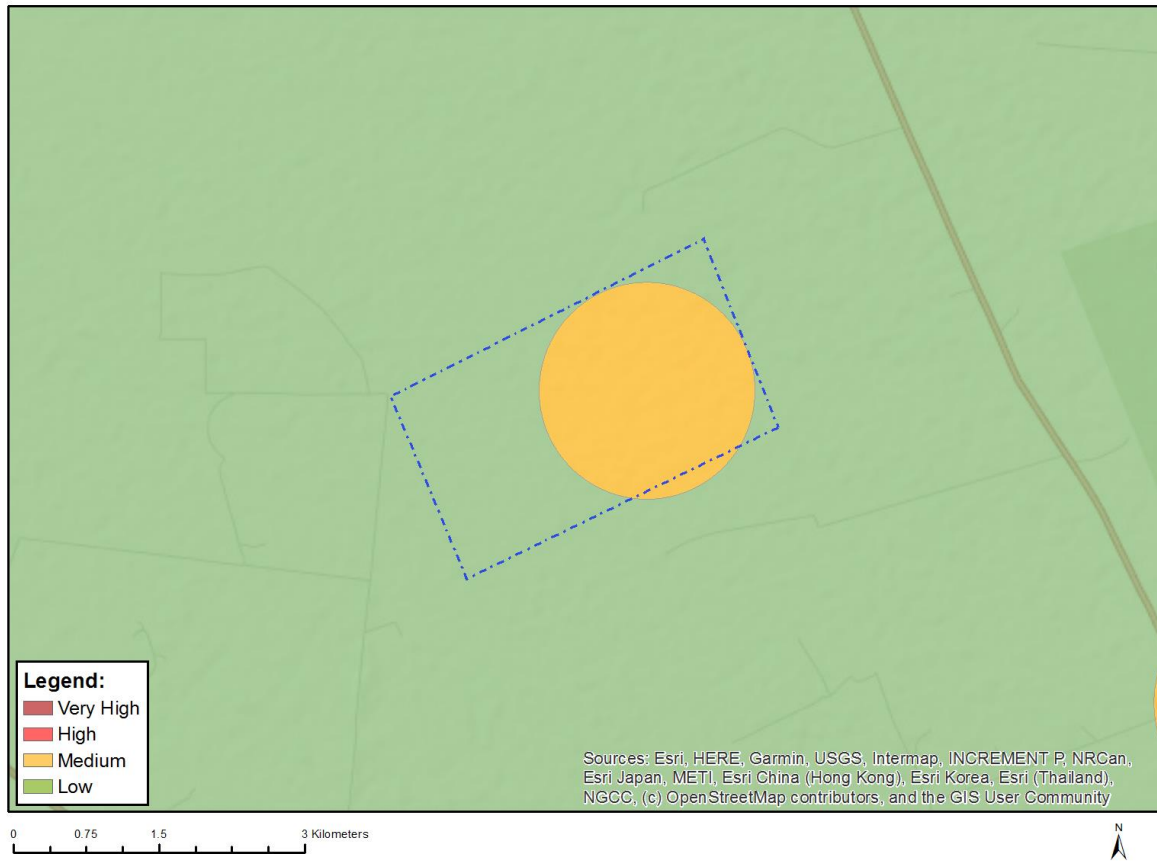 Legend:
Very High
High
Medium
Low
Sources: Esri, HERE, Garmin, USGS, Intermap, INCREMENT P, NRCan,
Esri Japan, METI, Esri China (Hong Kong), Esri Korea, Esri (Thailand),
NGCC, (c) OpenStreetMap contributors, and the GIS User Community
0 0.75 1.5 3 Kilometers
N